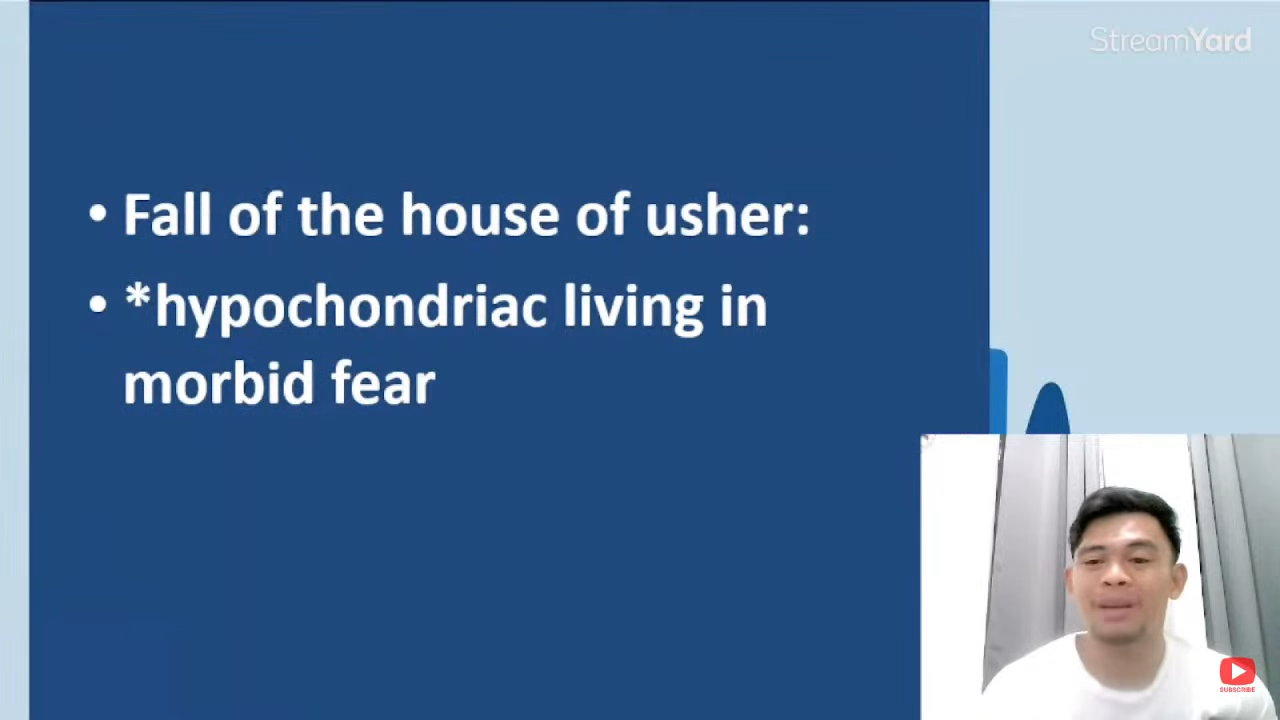 StreamYard
• Fall of the house of usher:
• *hypochondriac living in
morbid fear
SUBSCRIBE